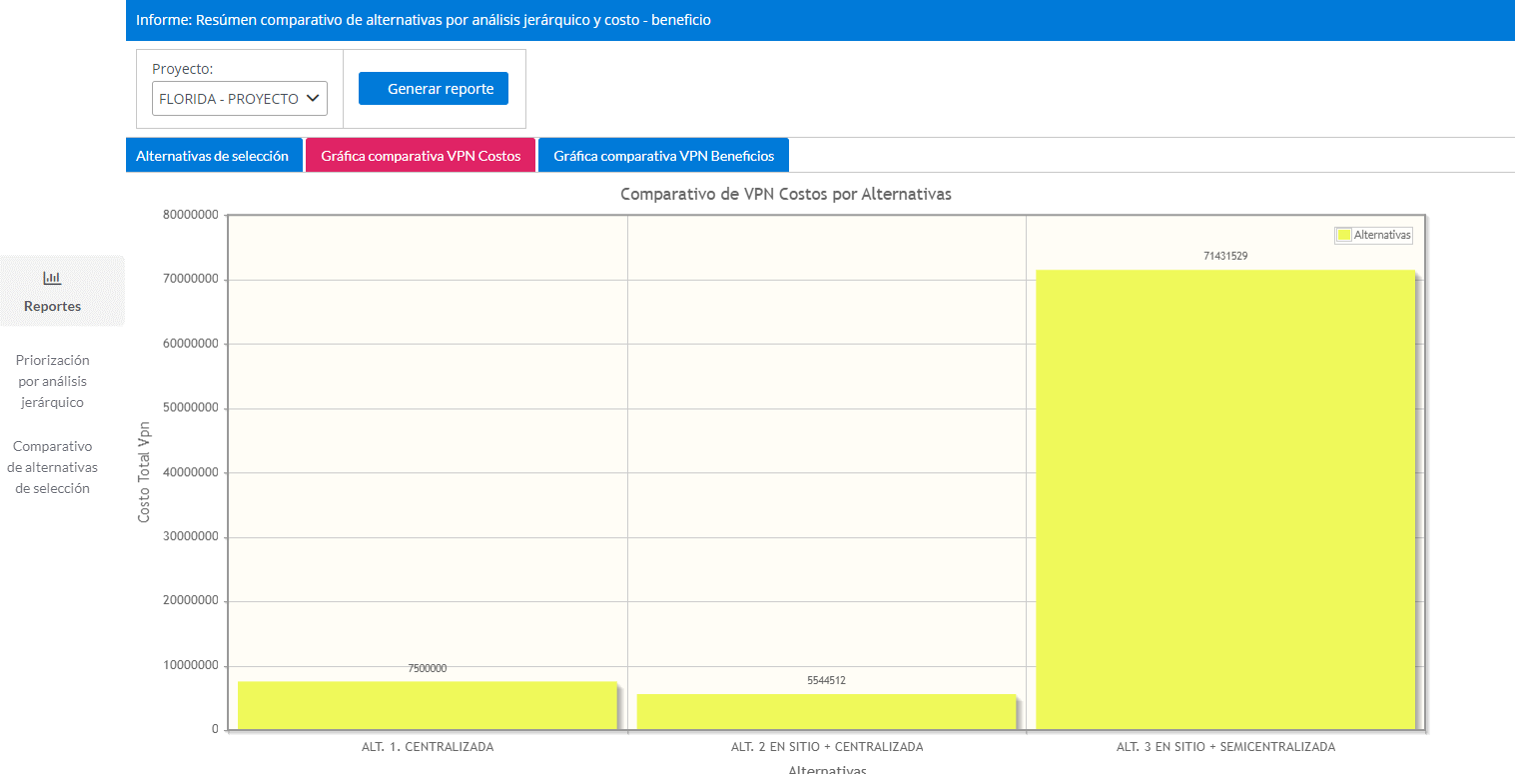 Informe: Resúmen comparativo de alternativas por análisis jerárquico y costo - beneficio
Proyecto:
FLORIDA - PROYECTO
Generar reporte
Alternativas de selección
Gráfica comparativa VPN Costos
Gráfica comparativa VPN Beneficios
Reportes
Priorización
por análisis
jerárquico
Comparativo
de alternativas
de selección
Comparativo de VPN Costos por Alternativas
Alternativas
Costo Total Vpn
80000000
70000000
60000000
50000000
40000000
30000000
20000000
10000000
0
7500000
5544512
71431529
ALT. 1. CENTRALIZADA
ALT. 2 EN SITIO + CENTRALIZADA
ALT. 3 EN SITIO + SEMICENTRALIZADA
Alternativas